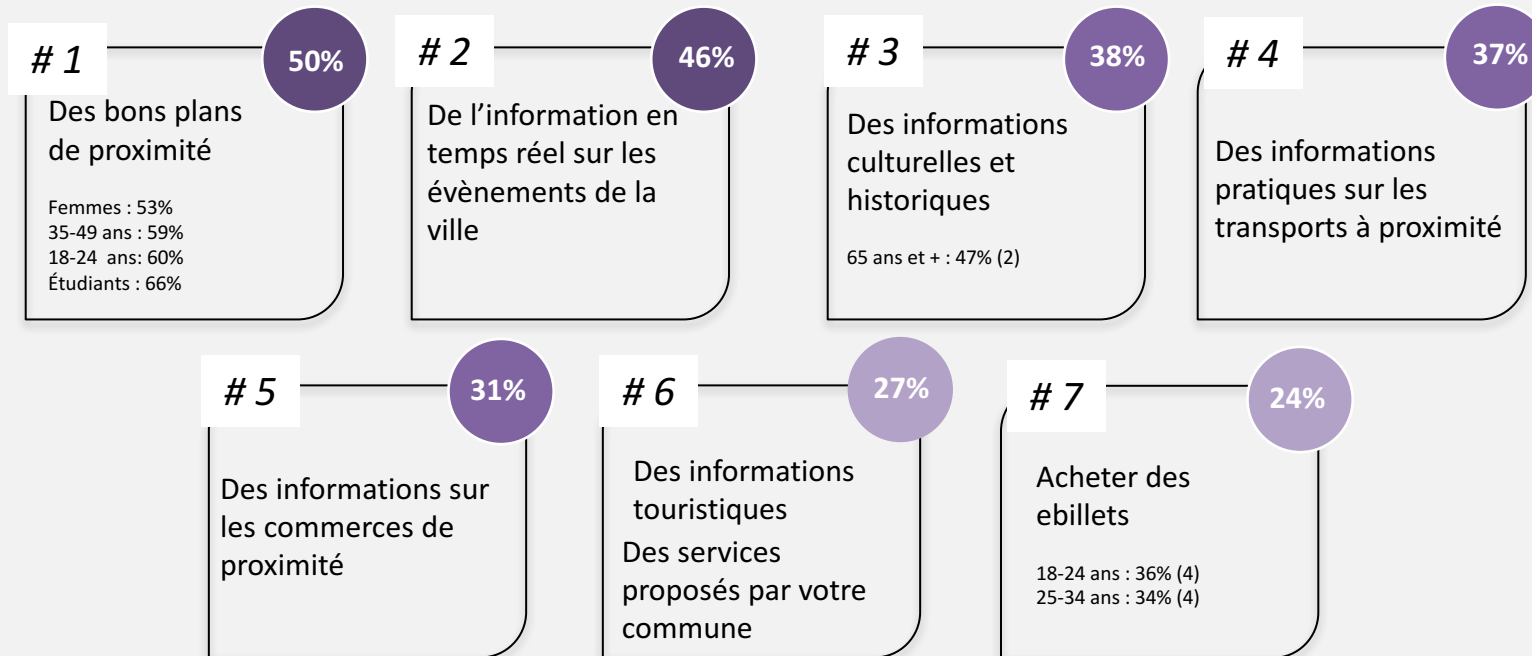 # 1
50%
Des bons plans
de proximité
Femmes : 53%
35-49 ans : 59%
18-24 ans: 60%
Étudiants : 66%
# 2
46%
De l'information en
temps réel sur les
évènements de la
ville
# 3
38%
Des informations
culturelles et
historiques
65 ans et + : 47% (2)
# 4
37%
Des informations
pratiques sur les
transports à proximité
# 5
31%
Des informations sur
les commerces de
proximité
# 6
27%
Des informations
touristiques
Des services
proposés par votre
commune
# 7
24%
Acheter des
ebillets
18-24 ans : 36% (4)
25-34 ans : 34% (4)